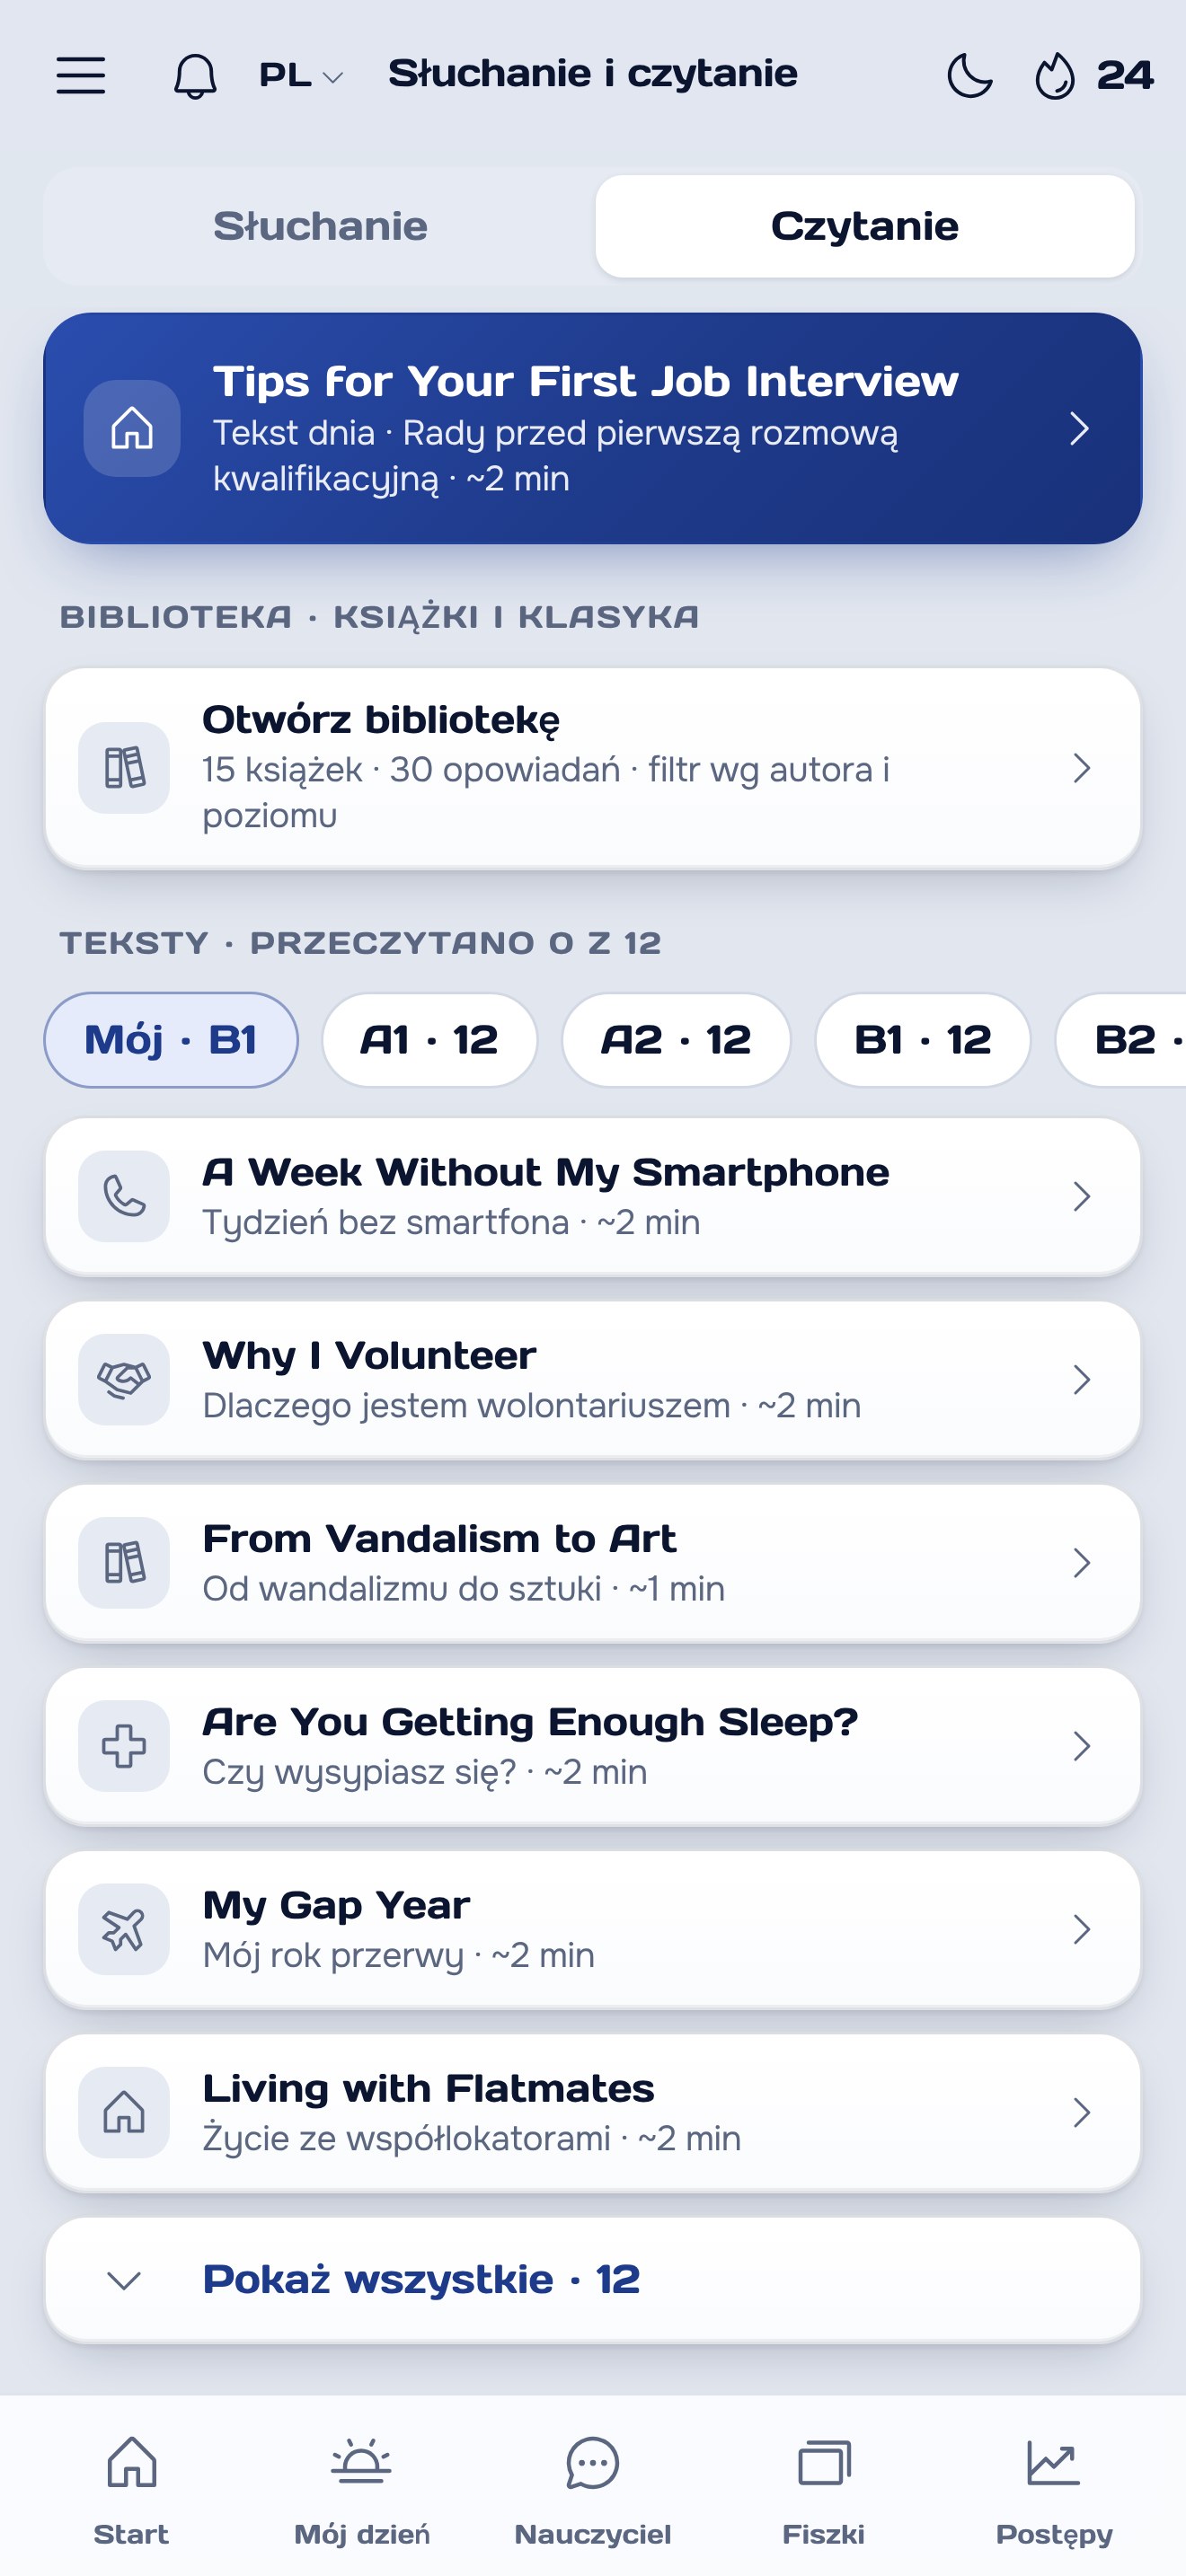 PL
Słuchanie i czytanie
24
Słuchanie
Czytanie
Tips for Your First Job Interview
Tekst dnia · Rady przed pierwszą rozmową
kwalifikacyjną · ~2 min
BIBLIOTEKA · KSIĄŻKI I KLASYKA
Otwórz bibliotekę
15 książek · 30 opowiadań · filtr wg autora i
poziomu
TEKSTY · PRZECZYTANO 0 Z 12
Mój · B1
A1 · 12
A2 · 12
B1 · 12
B2 ·
A Week Without My Smartphone
Tydzień bez smartfona · ~2 min
Why I Volunteer
Dlaczego jestem wolontariuszem · ~2 min
From Vandalism to Art
Od wandalizmu do sztuki · ~1 min
Are You Getting Enough Sleep?
Czy wysypiasz się? · ~2 min
My Gap Year
Mój rok przerwy · ~2 min
Living with Flatmates
Życie ze współlokatorami · ~2 min
Pokaż wszystkie · 12
Start
Mój dzień
Nauczyciel
Fiszki
Postępy